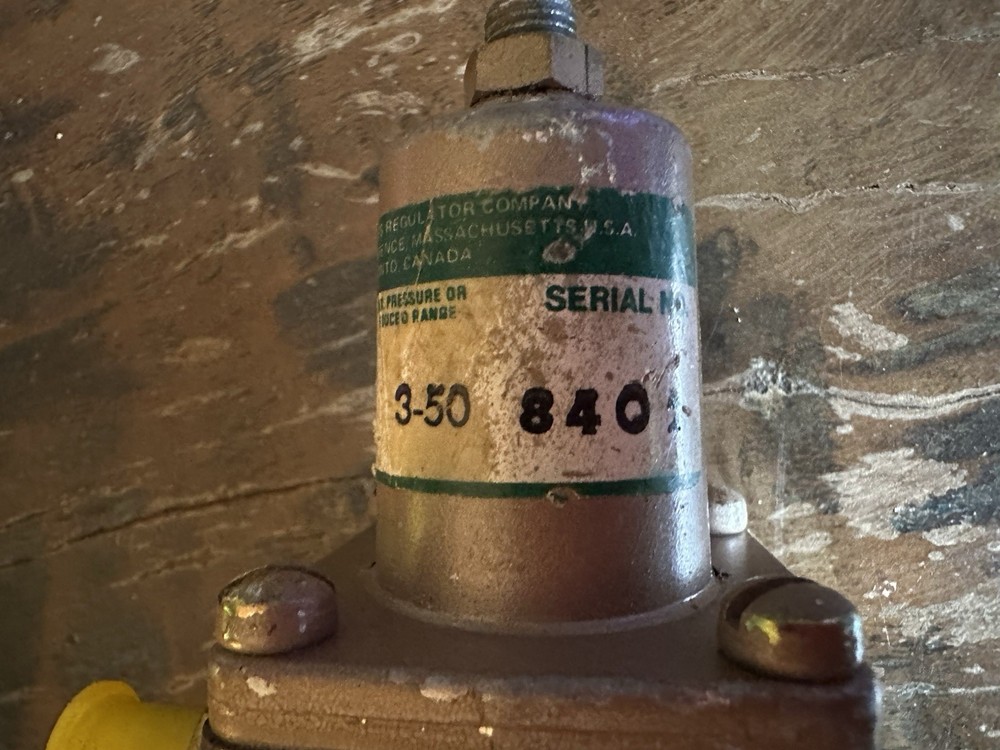 REGULATOR COMPANY
MASSACHUSETTS, U.S.A.
CANADA
PRESSURE OR
RANGE
SERIAL
3-50
840